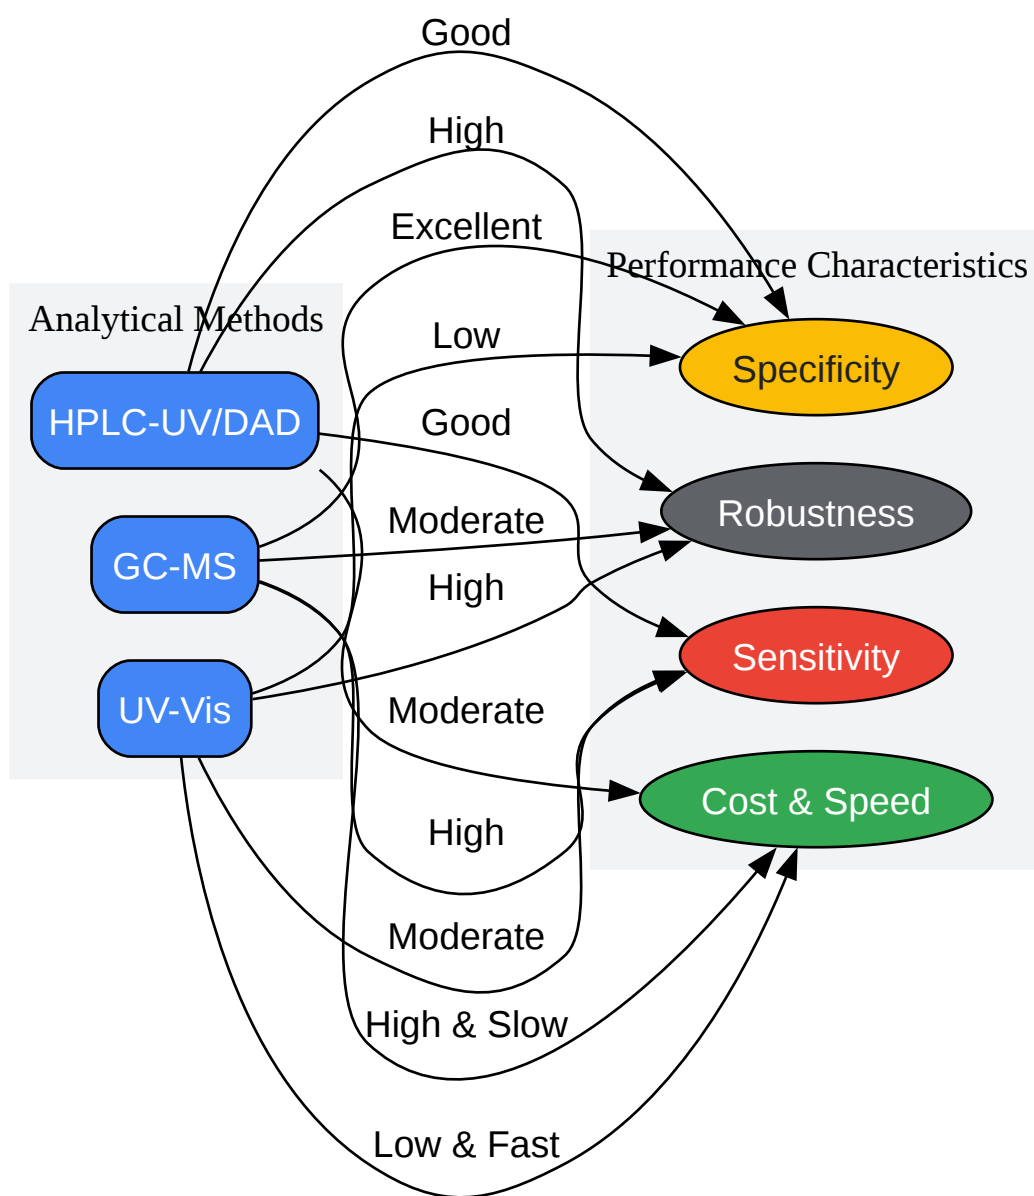 Good
High
Excellent
Performance Characteristics
Analytical Methods
Low
Specificity
HPLC-UV/DAD
Good
Robustness
Moderate
GC-MS
High
Sensitivity
UV-Vis
Moderate
Cost & Speed
High
Moderate
High & Slow
Low & Fast